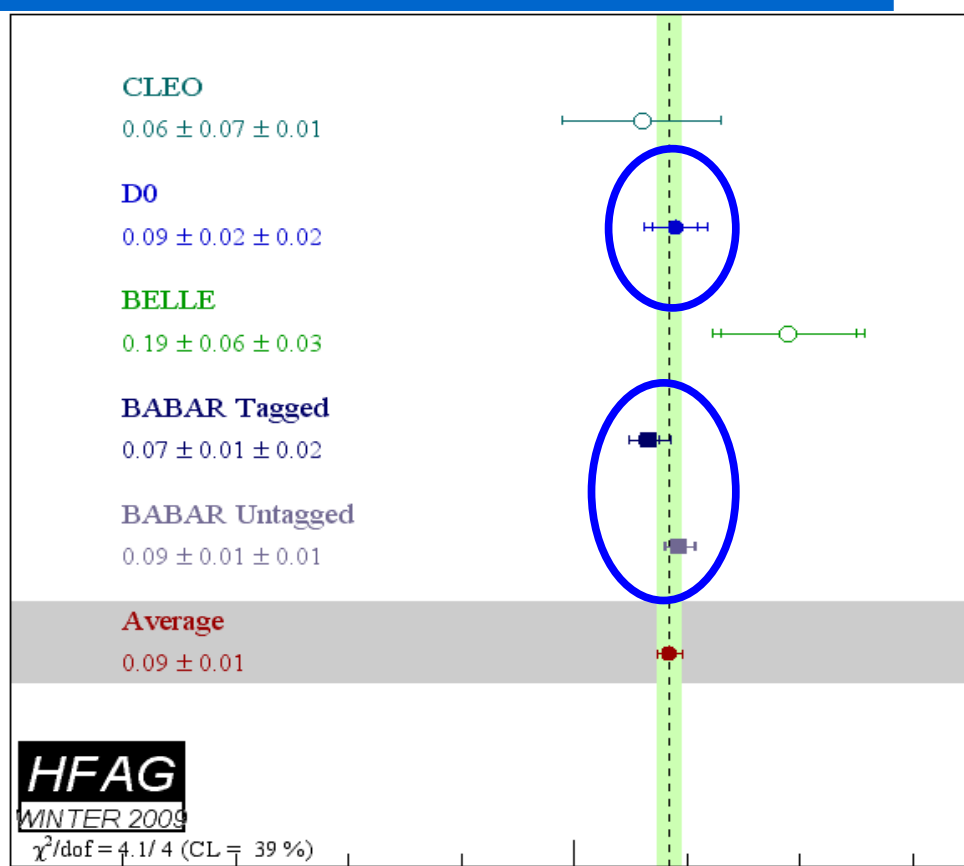 CLEO
0.06 ± 0.07 ± 0.01
D0
0.09 ± 0.02 ± 0.02
BELLE
0.19 ± 0.06 ± 0.03
BABAR Tagged
0.07 ± 0.01 ± 0.02
BABAR Untagged
0.09 ± 0.01 ± 0.01
Average
0.09 ± 0.01
HFAG
WINTER 2009
χ²/dof = 4.1/ 4 (CL = 39 %)